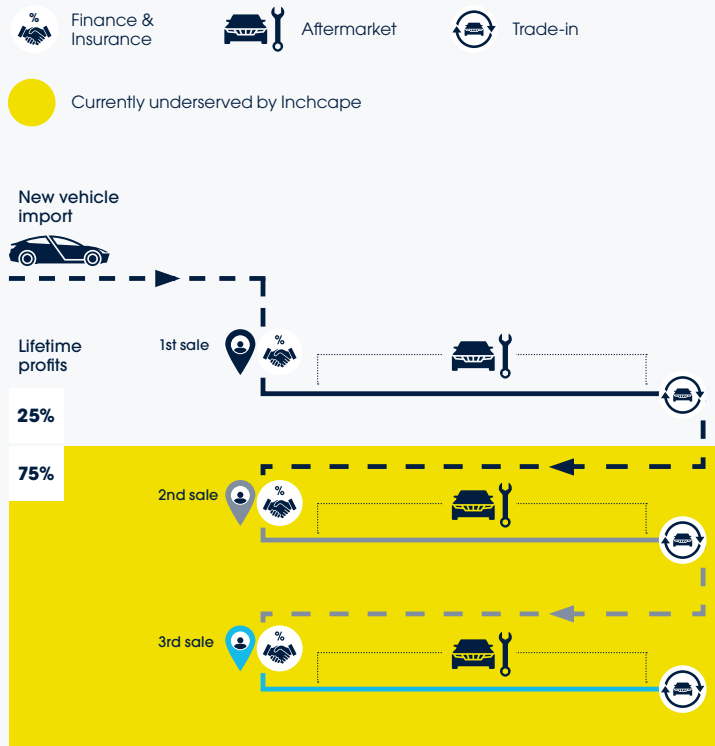 %
Finance &
Insurance
Aftermarket
Trade-in
Currently underserved by Inchcape
New vehicle
import
Lifetime
profits
1st sale
%
25%
75%
2nd sale
%
3rd sale
%